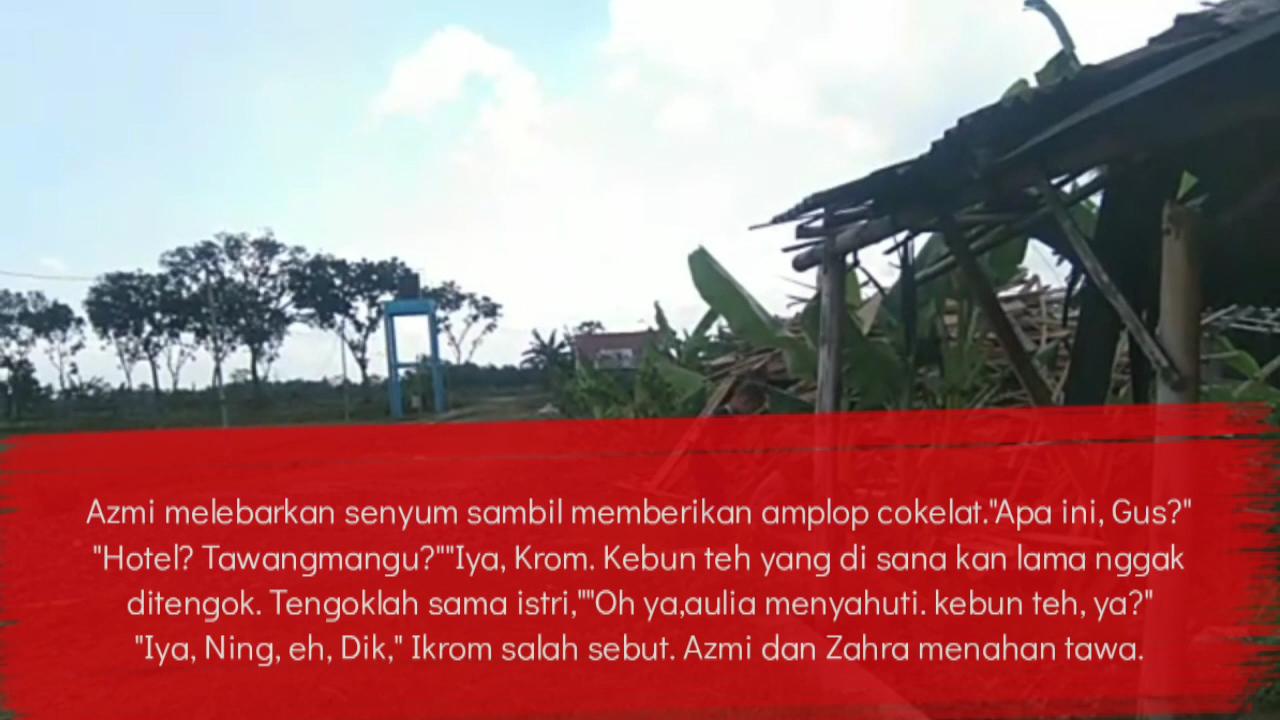 Azmi melebarkan senyum sambil memberikan amplop cokelat."Apa ini, Gus?"
"Hotel? Tawangmangu?""Iya, Krom. Kebun teh yang di sana kan lama nggak
ditengok. Tengoklah sama istri,""Oh ya,aulia menyahuti. kebun teh, ya?"
"Iya, Ning, eh, Dik," Ikrom salah sebut. Azmi dan Zahra menahan tawa.